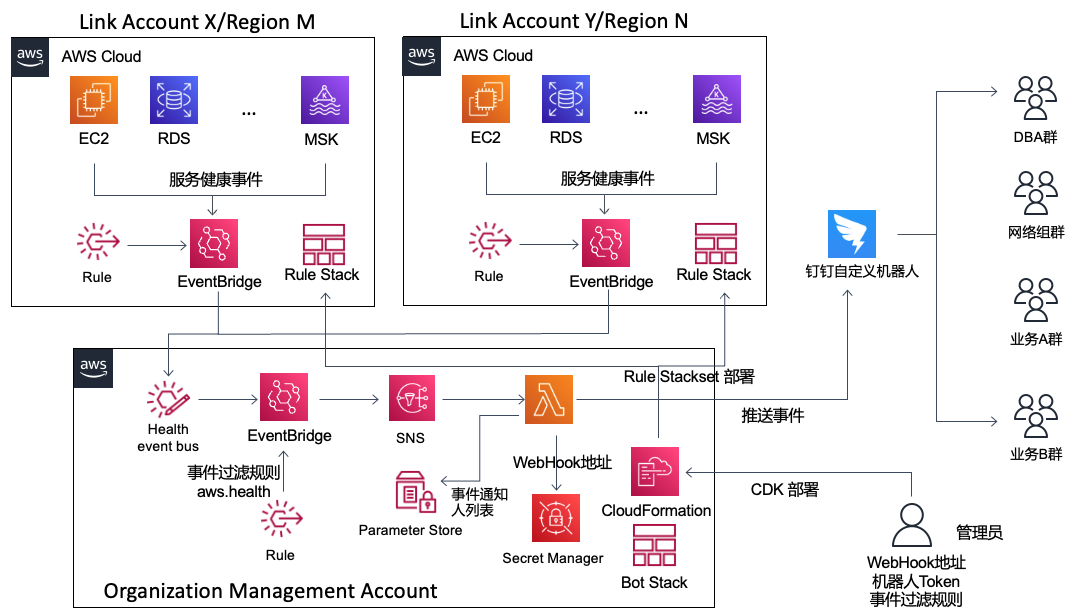 Link Account X/Region M
Link Account Y/Region N
aws
AWS Cloud
EC2
RDS
...
MSK
服务健康事件
Rule
EventBridge
Rule Stack
aws
AWS Cloud
EC2
RDS
...
MSK
服务健康事件
Rule
EventBridge
Rule Stack
钉钉自定义机器人
DBA群
网络组群
业务A群
业务B群
aws
Health
event bus
EventBridge
SNS
Rule Stackset 部署
推送事件
事件过滤规则
aws.health
Rule
Parameter Store
事件通知
人列表
WebHook地址
Secret Manager
CloudFormation
Bot Stack
CDK 部署
管理员
WebHook地址
机器人Token
事件过滤规则
Organization Management Account